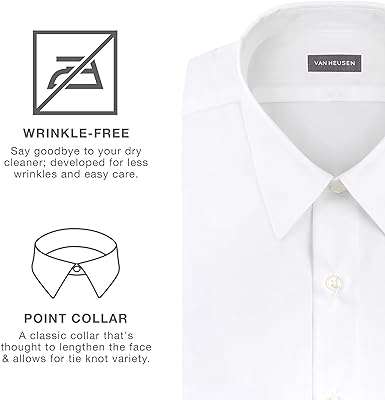 VAN HEUSEN
WRINKLE-FREE
Say goodbye to your dry
cleaner; developed for less
wrinkles and easy care.
POINT COLLAR
A classic collar that's
thought to lengthen the face
& allows for tie knot variety.